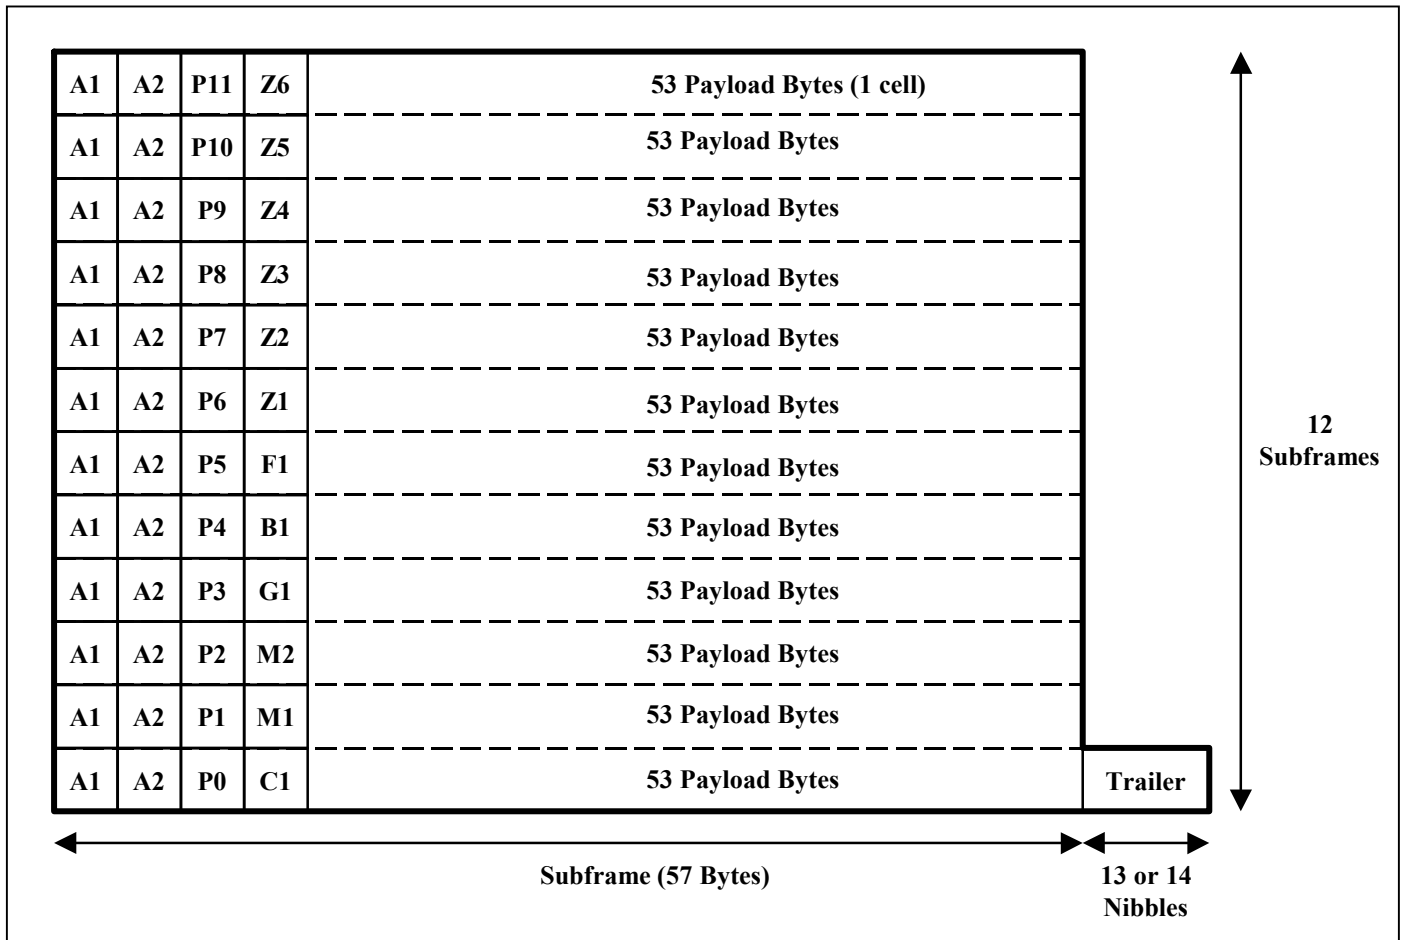 A1 A2 P11 Z6 53 Payload Bytes (1 cell)
A1 A2 P10 Z5 53 Payload Bytes
A1 A2 P9 Z4 53 Payload Bytes
A1 A2 P8 Z3 53 Payload Bytes
A1 A2 P7 Z2 53 Payload Bytes
A1 A2 P6 Z1 53 Payload Bytes
A1 A2 P5 F1 53 Payload Bytes
A1 A2 P4 B1 53 Payload Bytes
A1 A2 P3 G1 53 Payload Bytes
A1 A2 P2 M2 53 Payload Bytes
A1 A2 P1 M1 53 Payload Bytes
A1 A2 P0 C1 53 Payload Bytes Trailer
12
Subframes
Subframe (57 Bytes)
13 or 14
Nibbles